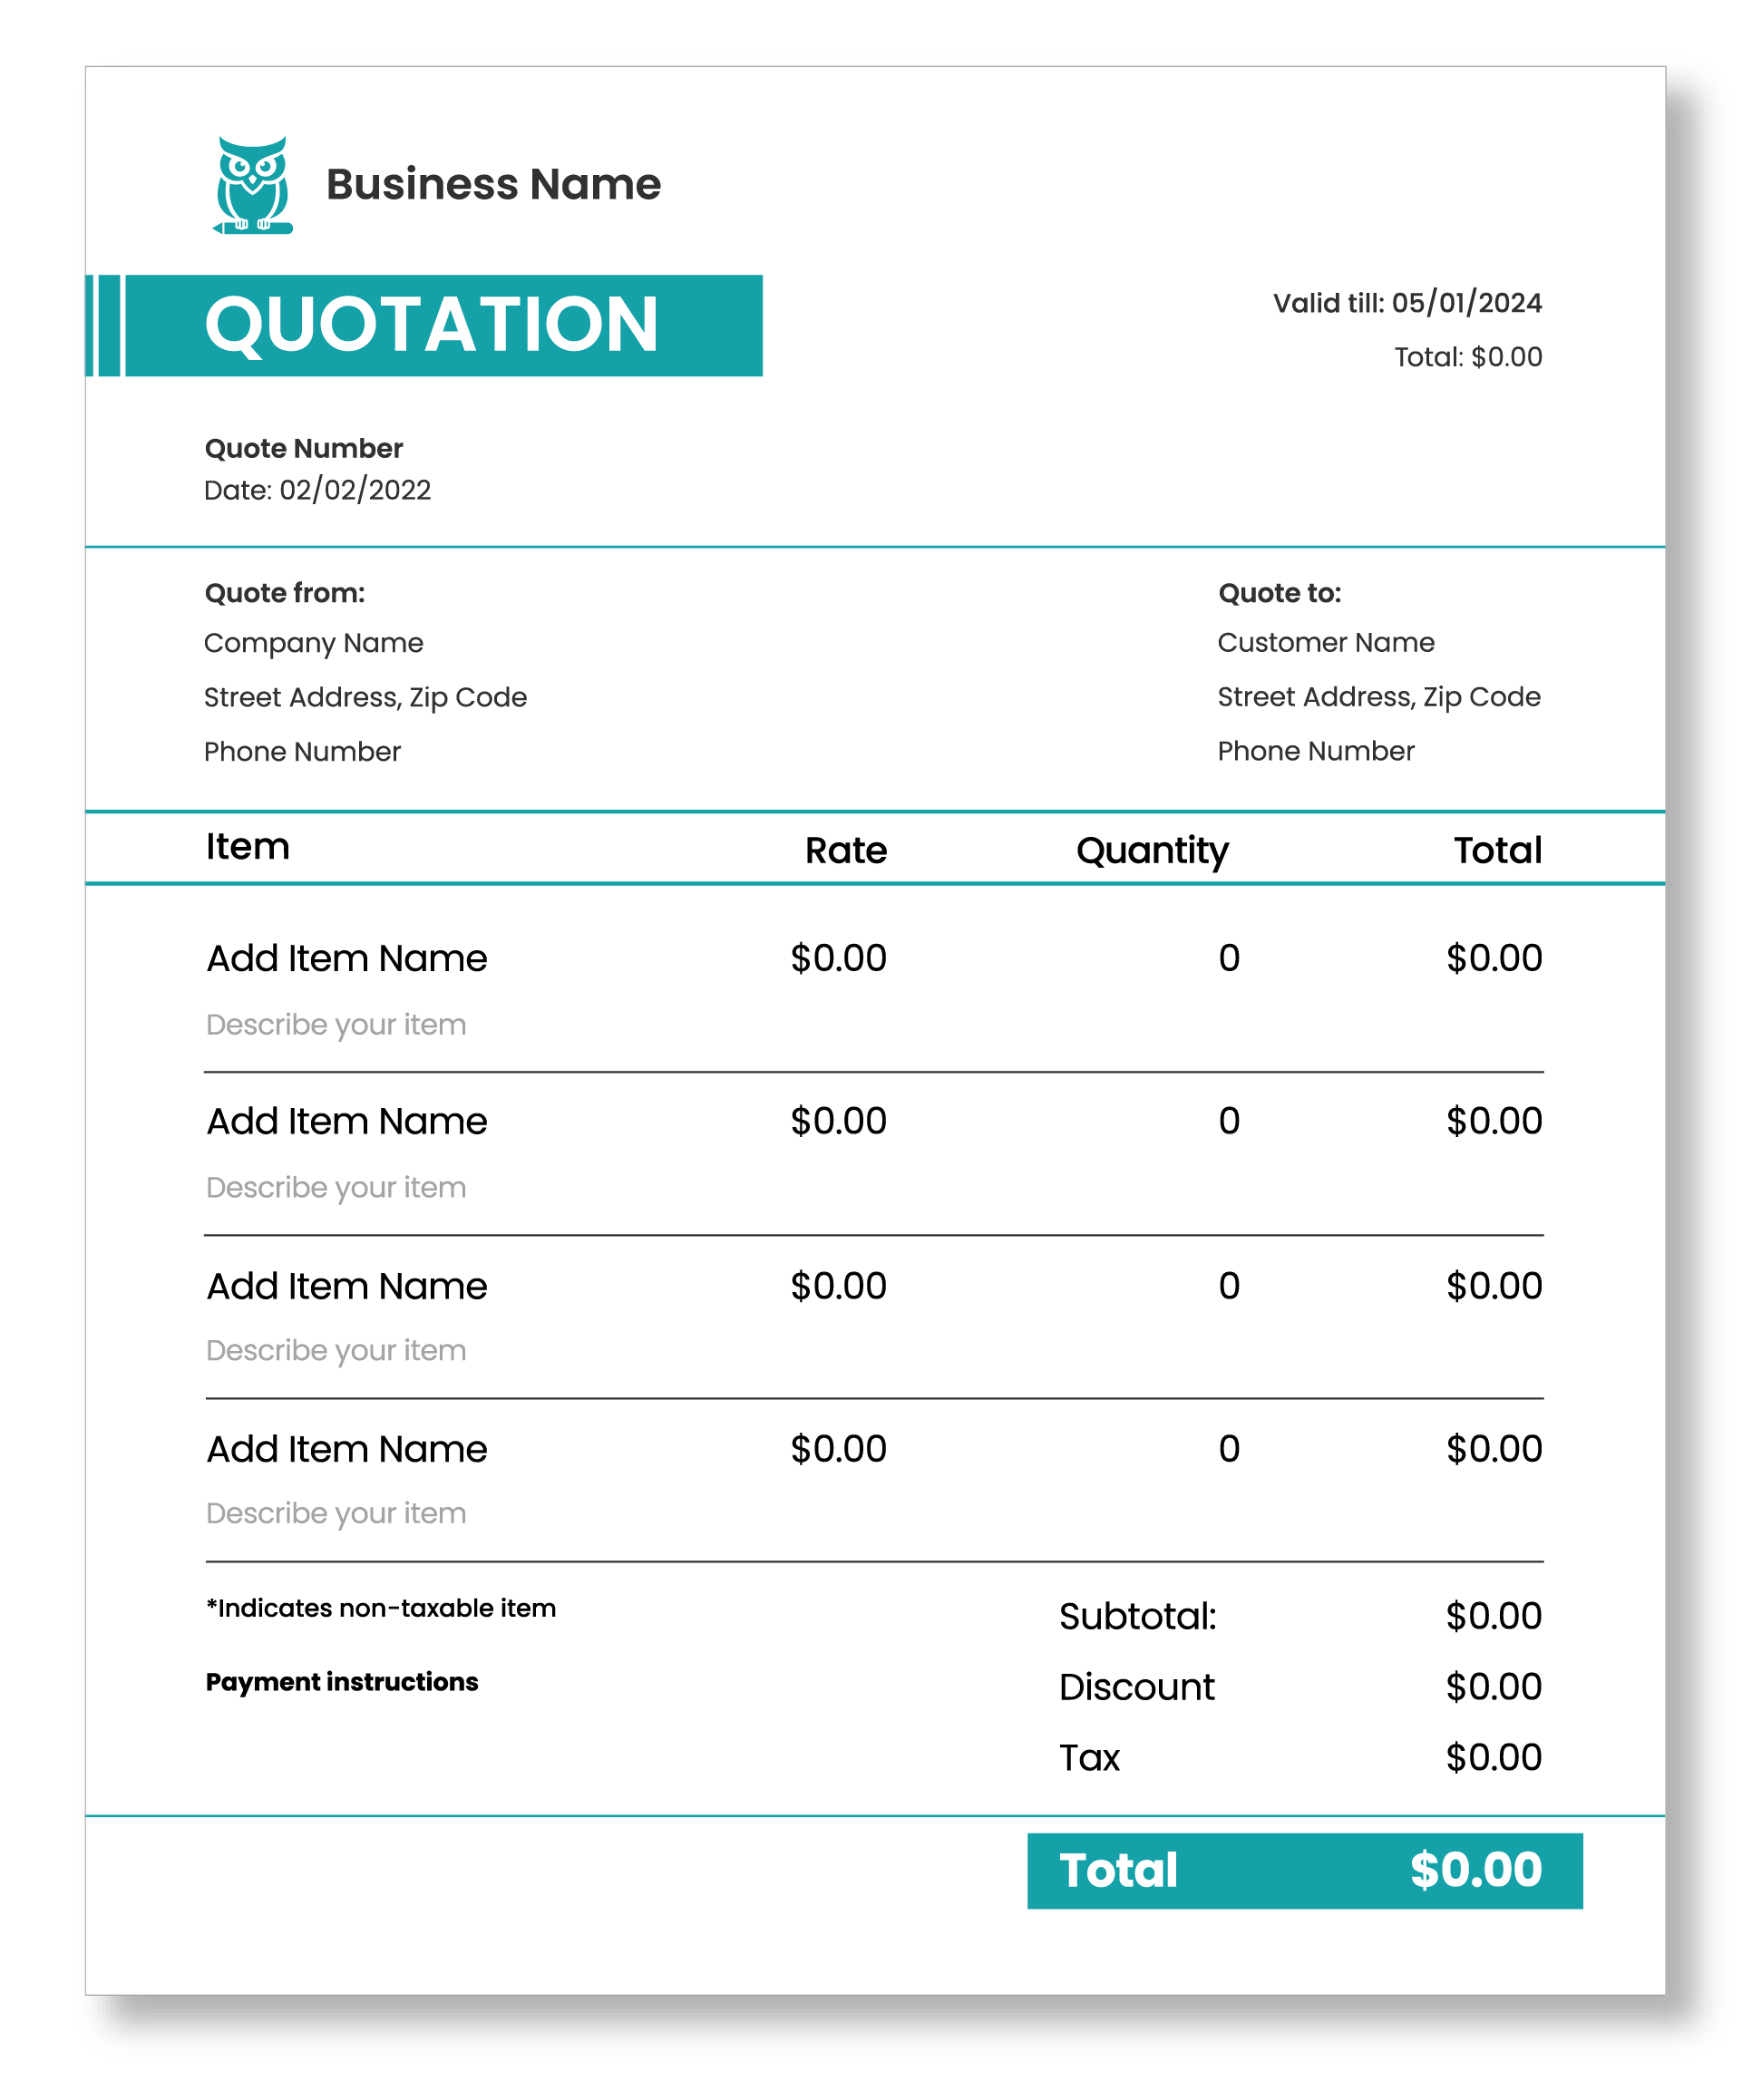 Business Name
QUOTATION
Valid till: 05/01/2024
Total: $0.00
Quote Number
Date: 02/02/2022
Quote from:
Company Name
Street Address, Zip Code
Phone Number
Quote to:
Customer Name
Street Address, Zip Code
Phone Number
Item Rate Quantity Total
Add Item Name $0.00 0 $0.00
Describe your item
Add Item Name $0.00 0 $0.00
Describe your item
Add Item Name $0.00 0 $0.00
Describe your item
Add Item Name $0.00 0 $0.00
Describe your item
*Indicates non-taxable item
Payment instructions
Subtotal: $0.00
Discount $0.00
Tax $0.00
Total $0.00